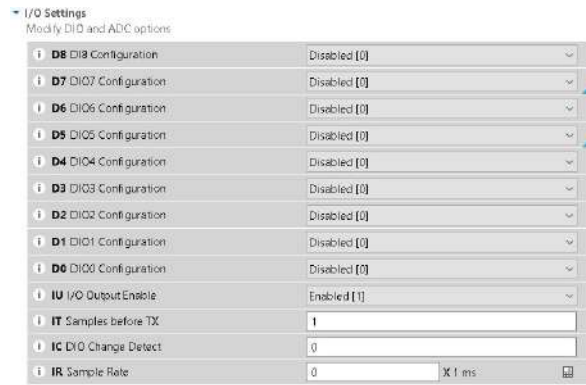 I/O Settings
Modify DIO and ADC options
i D8 DI8 Configuration Disabled [0]
i D7 DIO7 Configuration Disabled [0]
i D6 DIO6 Configuration Disabled [0]
i D5 DIO5 Configuration Disabled [0]
i D4 DIO4 Configuration Disabled [0]
i D3 DIO3 Configuration Disabled [0]
i D2 DIO2 Configuration Disabled [0]
i D1 DIO1 Configuration Disabled [0]
i D0 DIO0 Configuration Disabled [0]
i IU I/O Output Enable Enabled [1]
i IT Samples before TX 1
i IC DIO Change Detect 0
i IR Sample Rate 0 X 1 ms